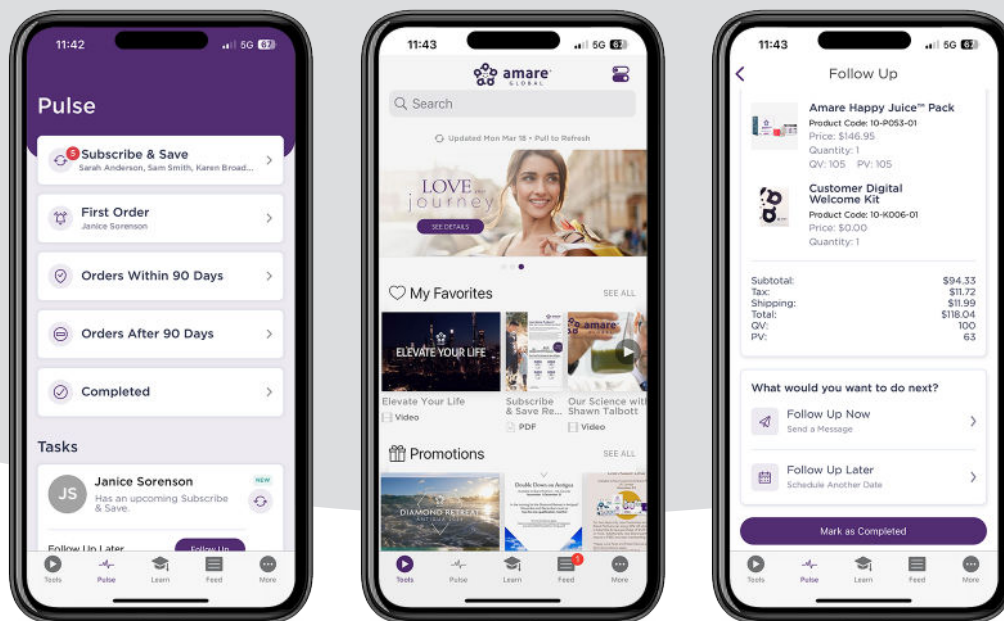 11:42
5G 62
Pulse
5
Subscribe & Save
Sarah Anderson, Sam Smith, Karen Broad...
First Order
Janice Sorenson
Orders Within 90 Days
Orders After 90 Days
Completed
Tasks
JS
Janice Sorenson
NEW
Has an upcoming Subscribe
& Save.
Follow Up Later
Follow Up
Tools
Pulse
Learn
Feed
More
11:43
5G 62
amare
GLOBAL
Search
Updated Mon Mar 18 • Pull to Refresh
LOVE the
journey
SEE DETAILS
My Favorites
SEE ALL
ELEVATE YOUR LIFE
amare
Elevate Your Life
Video
Subscribe
& Save Re...
PDF
Our Science with
Shawn Talbott
Video
Promotions
SEE ALL
DIAMOND RETREAT
Double Down on Antigua
Tools
Pulse
Learn
1
Feed
More
11:43
5G 62
Follow Up
Amare Happy Juice™ Pack
Product Code: 10-P053-01
Price: $146.95
Quantity: 1
QV: 105 PV: 105
Customer Digital
Welcome Kit
Product Code: 10-K006-01
Price: $0.00
Quantity: 1
Subtotal: $94.33
Tax: $11.72
Shipping: $11.99
Total: $118.04
QV: 100
PV: 63
What would you want to do next?
Follow Up Now
Send a Message
Follow Up Later
Schedule Another Date
Mark as Completed
Tools
Pulse
Learn
Feed
More